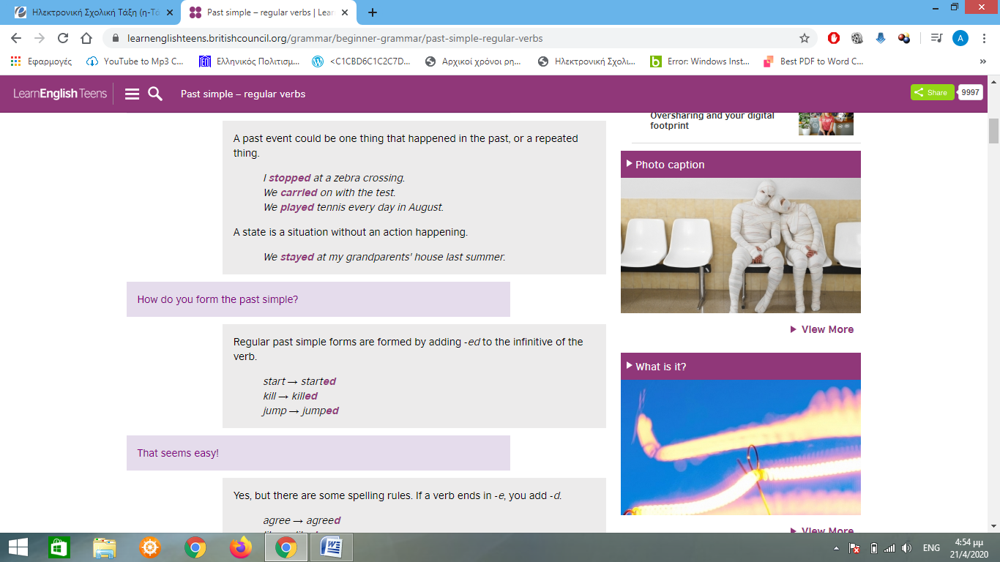 Ηλεκτρονική Σχολική Τάξη (η-Τά
Past simple – regular verbs | Lear
learnenglishteens.britishcouncil.org/grammar/beginner-grammar/past-simple-regular-verbs
A
Εφαρμογές
YouTube to Mp3 C...
Ελληνικός Πολιτισμ...
<C1CBD6C1C2C7D...
Αρχικοί χρόνοι ρη...
Ηλεκτρονική Σχολι...
Error: Windows Inst...
Best PDF to Word C...
LearnEnglish Teens
Past simple – regular verbs
Share
9997
Oversharing and your digital
footprint
A past event could be one thing that happened in the past, or a repeated
thing.
I stopped at a zebra crossing.
We carried on with the test.
We played tennis every day in August.
A state is a situation without an action happening.
We stayed at my grandparents' house last summer.
How do you form the past simple?
Regular past simple forms are formed by adding -ed to the infinitive of the
verb.
start → started
kill → killed
jump → jumped
That seems easy!
Yes, but there are some spelling rules. If a verb ends in -e, you add -d.
agree → agreed
Photo caption
View More
What is it?
View More
ENG
4:54 μμ
21/4/2020